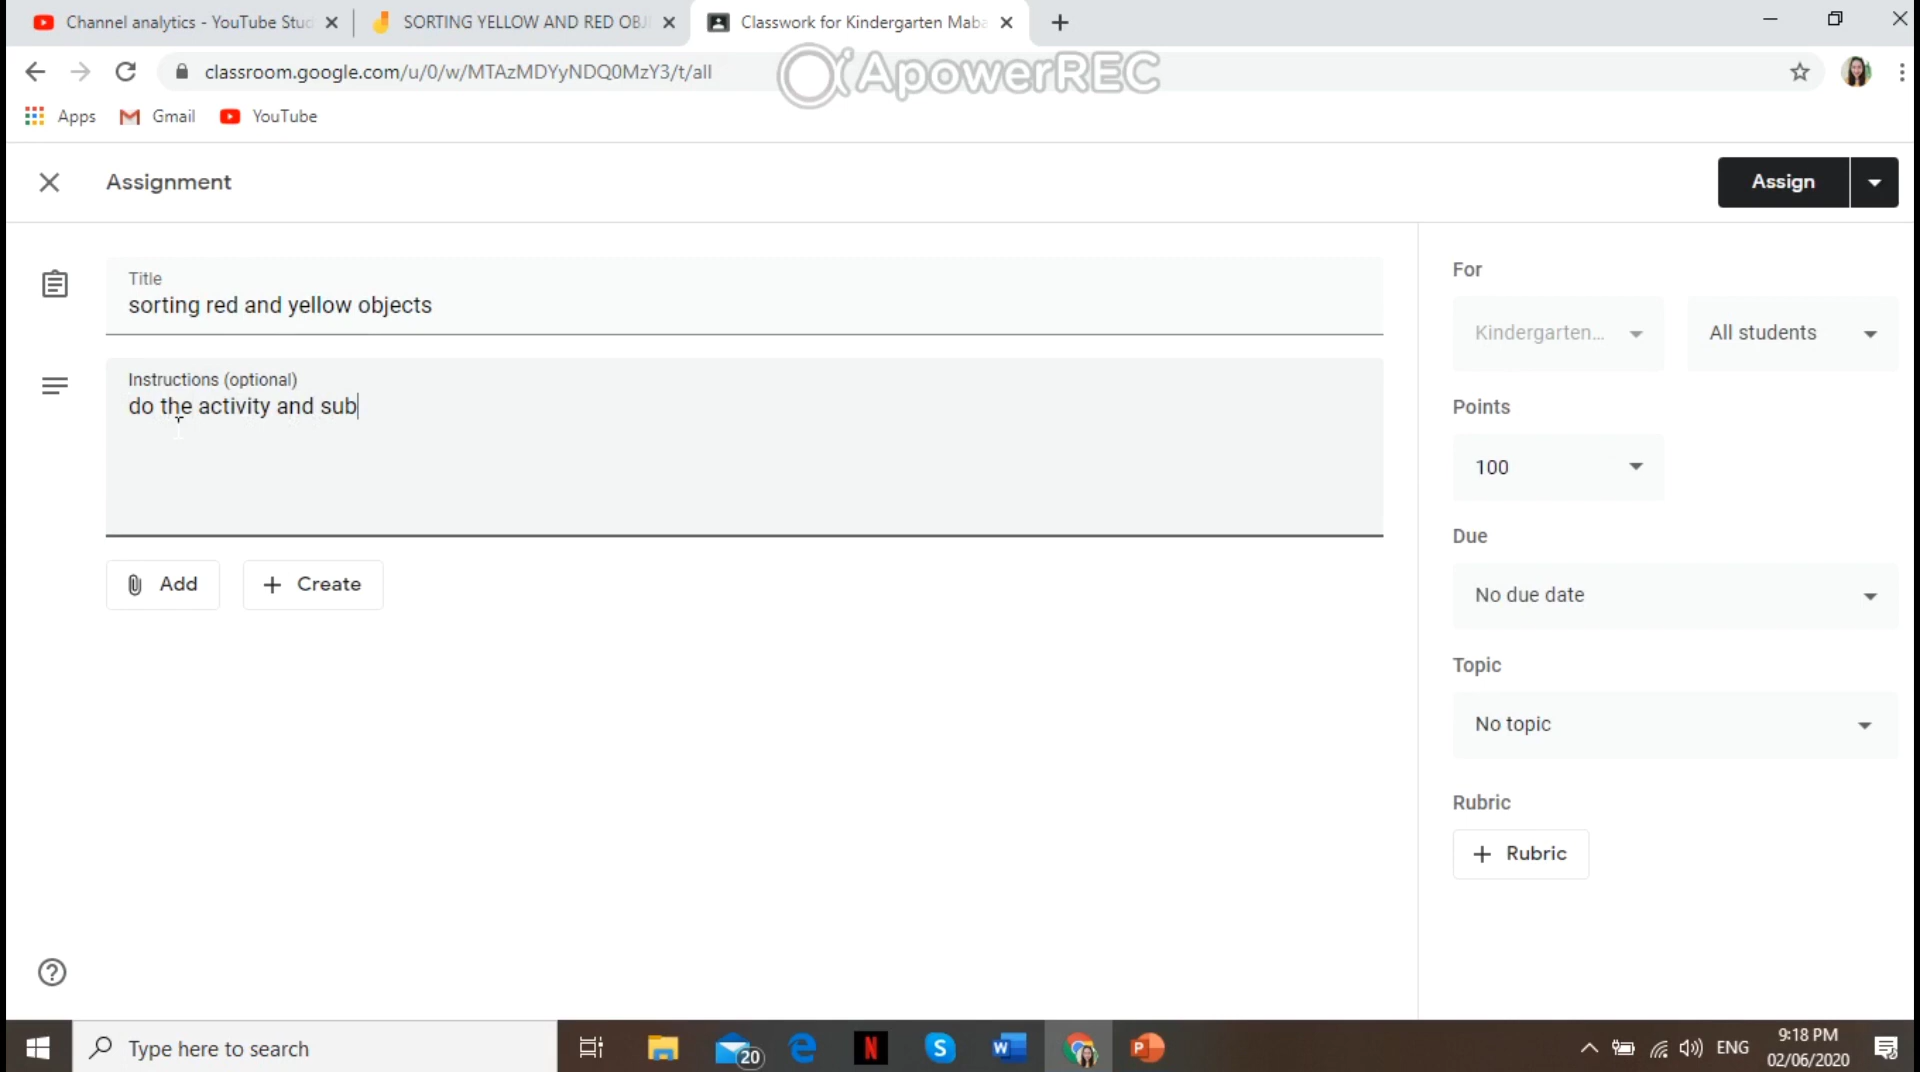 Channel analytics - YouTube Stud
SORTING YELLOW AND RED OBJ
Classwork for Kindergarten Maba
classroom.google.com/u/0/w/MTAzMDYyNDQ0MzY3/t/all
ApowerREC
Apps
Gmail
YouTube
Assignment
Assign
Title
sorting red and yellow objects
Instructions (optional)
do the activity and sub
Add
Create
For
Kindergarten...
All students
Points
100
Due
No due date
Topic
No topic
Rubric
Rubric
Type here to search
20
ENG
9:18 PM
02/06/2020